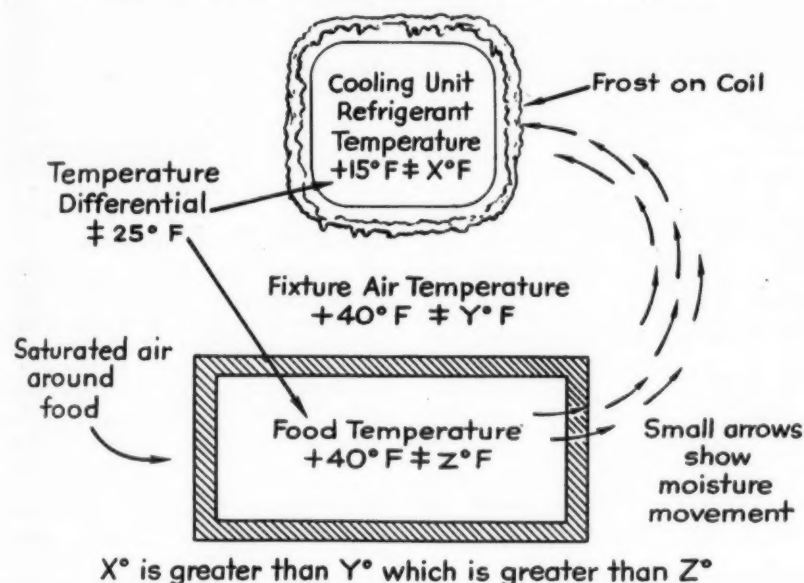 Cooling Unit
Refrigerant
Temperature
+15°F ‡ X°F
Frost on Coil
Temperature
Differential
‡ 25° F
Fixture Air Temperature
+40°F ‡ Y°F
Saturated air
around
food
Food Temperature
+40°F ‡ Z°F
Small arrows
show
moisture
movement
X° is greater than Y° which is greater than Z°